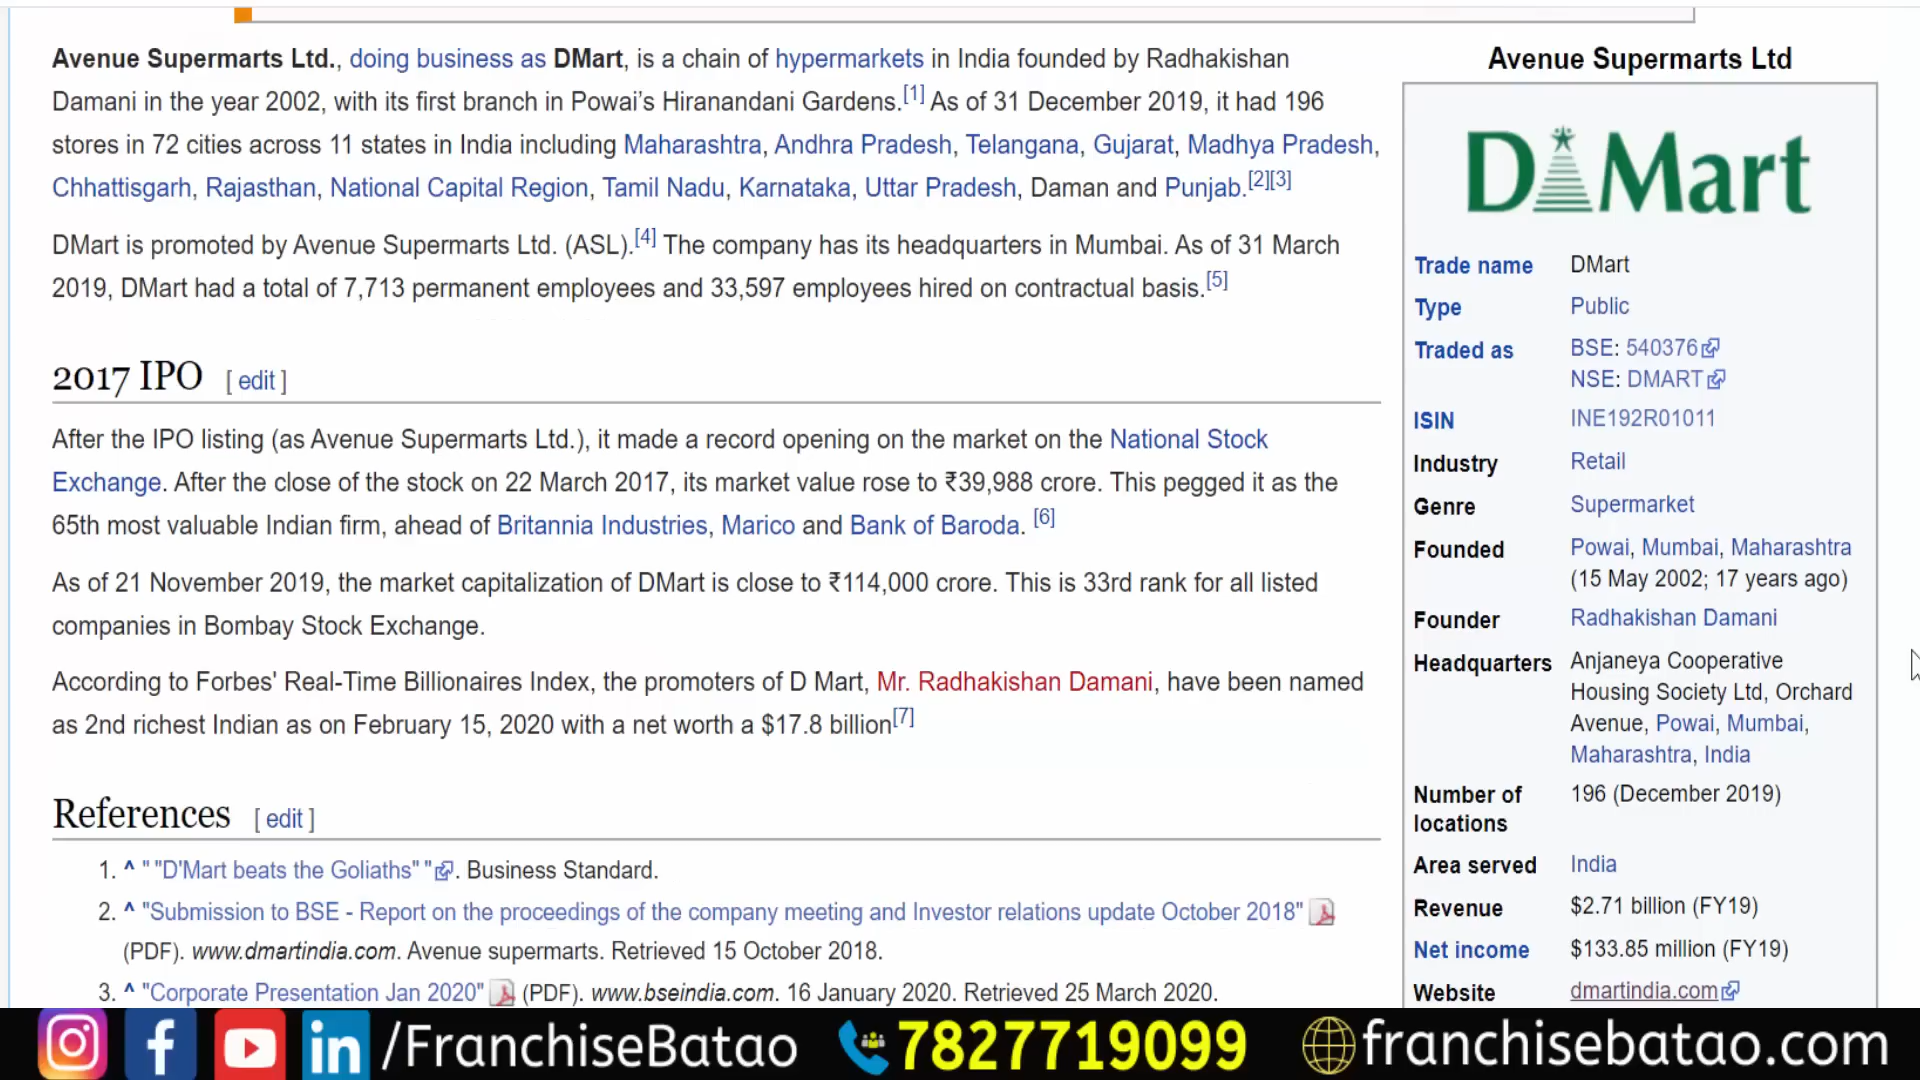 Avenue Supermarts Ltd., doing business as DMart, is a chain of hypermarkets in India founded by Radhakishan
Damani in the year 2002, with its first branch in Powai's Hiranandani Gardens.[1] As of 31 December 2019, it had 196
stores in 72 cities across 11 states in India including Maharashtra, Andhra Pradesh, Telangana, Gujarat, Madhya Pradesh,
Chhattisgarh, Rajasthan, National Capital Region, Tamil Nadu, Karnataka, Uttar Pradesh, Daman and Punjab.[2][3]
DMart is promoted by Avenue Supermarts Ltd. (ASL).[4] The company has its headquarters in Mumbai. As of 31 March
2019, DMart had a total of 7,713 permanent employees and 33,597 employees hired on contractual basis.[5]
2017 IPO [ edit ]
After the IPO listing (as Avenue Supermarts Ltd.), it made a record opening on the market on the National Stock
Exchange. After the close of the stock on 22 March 2017, its market value rose to ₹39,988 crore. This pegged it as the
65th most valuable Indian firm, ahead of Britannia Industries, Marico and Bank of Baroda. [6]
As of 21 November 2019, the market capitalization of DMart is close to ₹114,000 crore. This is 33rd rank for all listed
companies in Bombay Stock Exchange.
According to Forbes' Real-Time Billionaires Index, the promoters of D Mart, Mr. Radhakishan Damani, have been named
as 2nd richest Indian as on February 15, 2020 with a net worth a $17.8 billion[7]
References [ edit ]
1. ^ " "D'Mart beats the Goliaths" ". Business Standard.
2. ^ "Submission to BSE - Report on the proceedings of the company meeting and Investor relations update October 2018"
(PDF). www.dmartindia.com. Avenue supermarts. Retrieved 15 October 2018.
3. ^ "Corporate Presentation Jan 2020" (PDF). www.bseindia.com. 16 January 2020. Retrieved 25 March 2020.
Avenue Supermarts Ltd
D Mart
Trade name DMart
Type Public
Traded as BSE: 540376
NSE: DMART
ISIN INE192R01011
Industry Retail
Genre Supermarket
Founded Powai, Mumbai, Maharashtra
(15 May 2002; 17 years ago)
Founder Radhakishan Damani
Headquarters Anjaneya Cooperative
Housing Society Ltd, Orchard
Avenue, Powai, Mumbai,
Maharashtra, India
Number of 196 (December 2019)
locations
Area served India
Revenue $2.71 billion (FY19)
Net income $133.85 million (FY19)
Website dmartindia.com
/FranchiseBatao 7827719099 franchisebatao.com